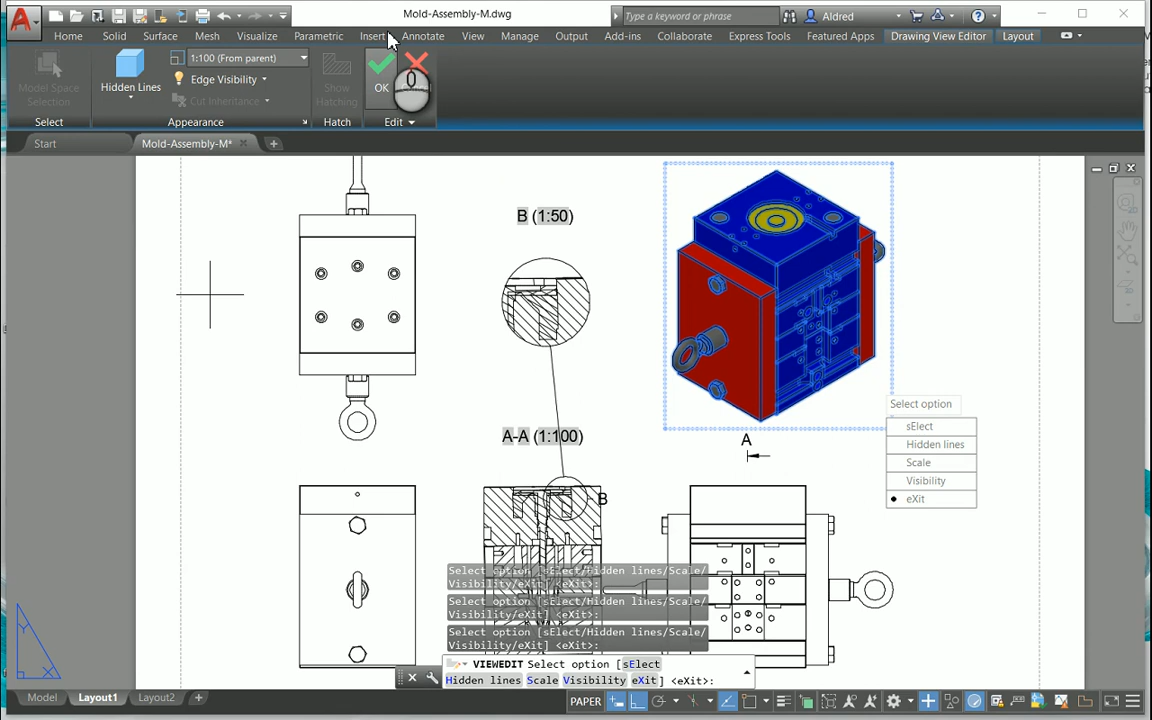 Mold-Assembly-M.dwg
Type a keyword or phrase
Aldred
Home Solid Surface Mesh Visualize Parametric Insert Annotate View Manage Output Add-ins Collaborate Express Tools Featured Apps Drawing View Editor Layout
Model Space
Selection
Hidden Lines
1:100 (From parent)
Edge Visibility
Cut Inheritance
Show
Hatching
OK
Select Appearance Hatch Edit
Start Mold-Assembly-M*
B (1:50)
A-A (1:100)
A
B
Select option
sElect
Hidden lines
Scale
Visibility
eXit
Select option [sElect/Hidden lines/Scale/
Visibility/eXit] <eXit>:
Select option [sElect/Hidden lines/Scale/
Visibility/eXit] <eXit>:
Select option [sElect/Hidden lines/Scale/
Visibility/eXit] <eXit>:
VIEWEDIT Select option [sElect
Hidden lines Scale Visibility eXit] <eXit>:
Y
X
Model Layout1 Layout2
PAPER